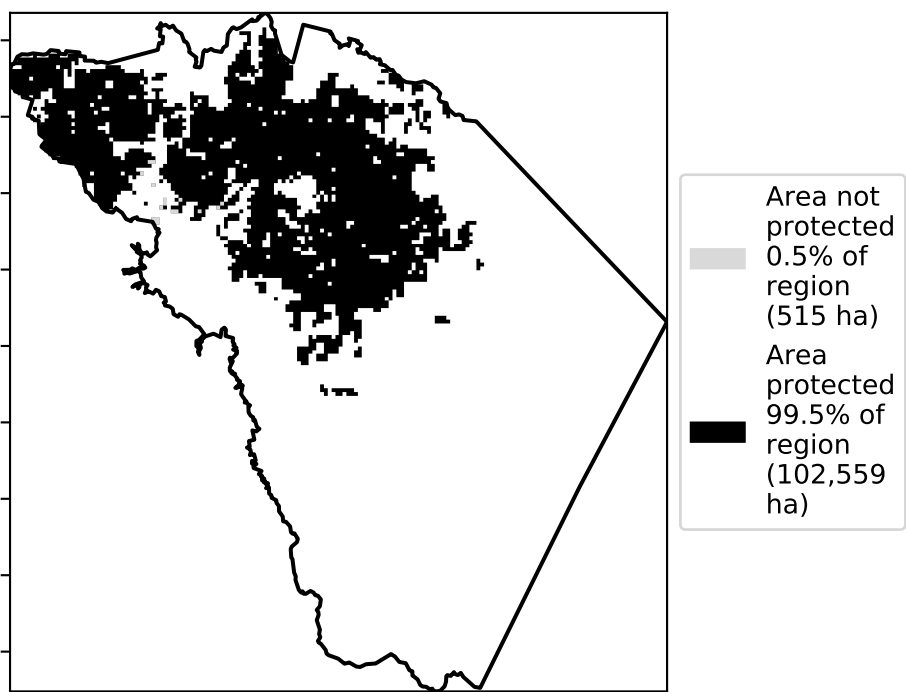 Area not
protected
0.5% of
region
(515 ha)
Area
protected
99.5% of
region
(102,559
ha)